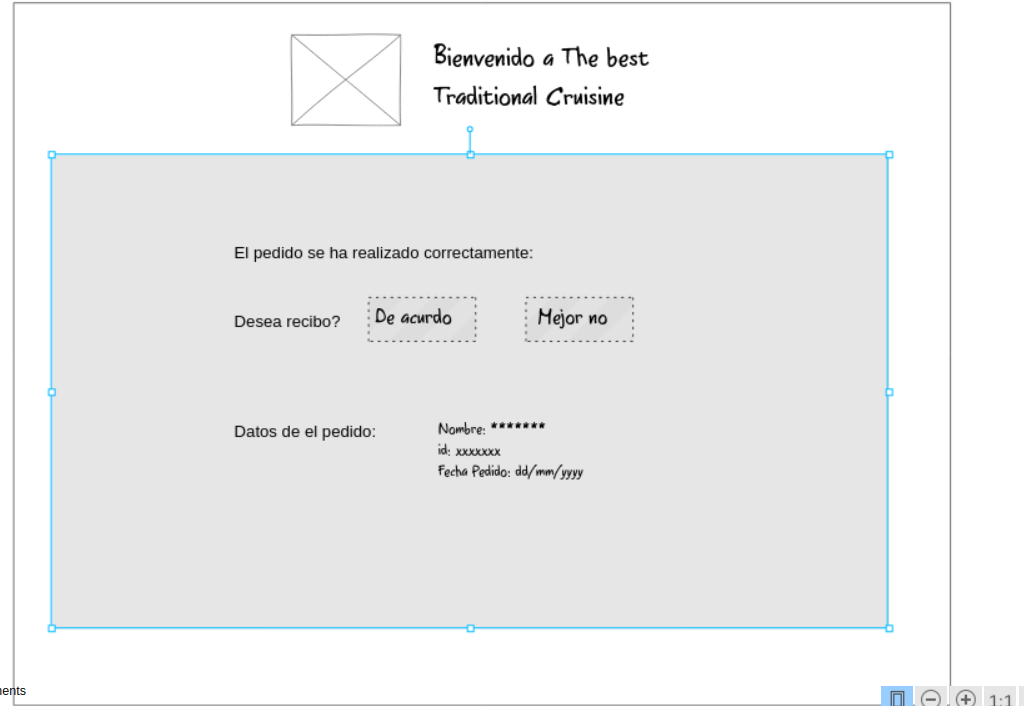 Bienvenido a The best
Traditional Cruisine
El pedido se ha realizado correctamente:
Desea recibo?
De acurdo
Mejor no
Datos de el pedido:
Nombre: *******
id: xxxxxxx
Fecha Pedido: dd/mm/yyyy
1:1